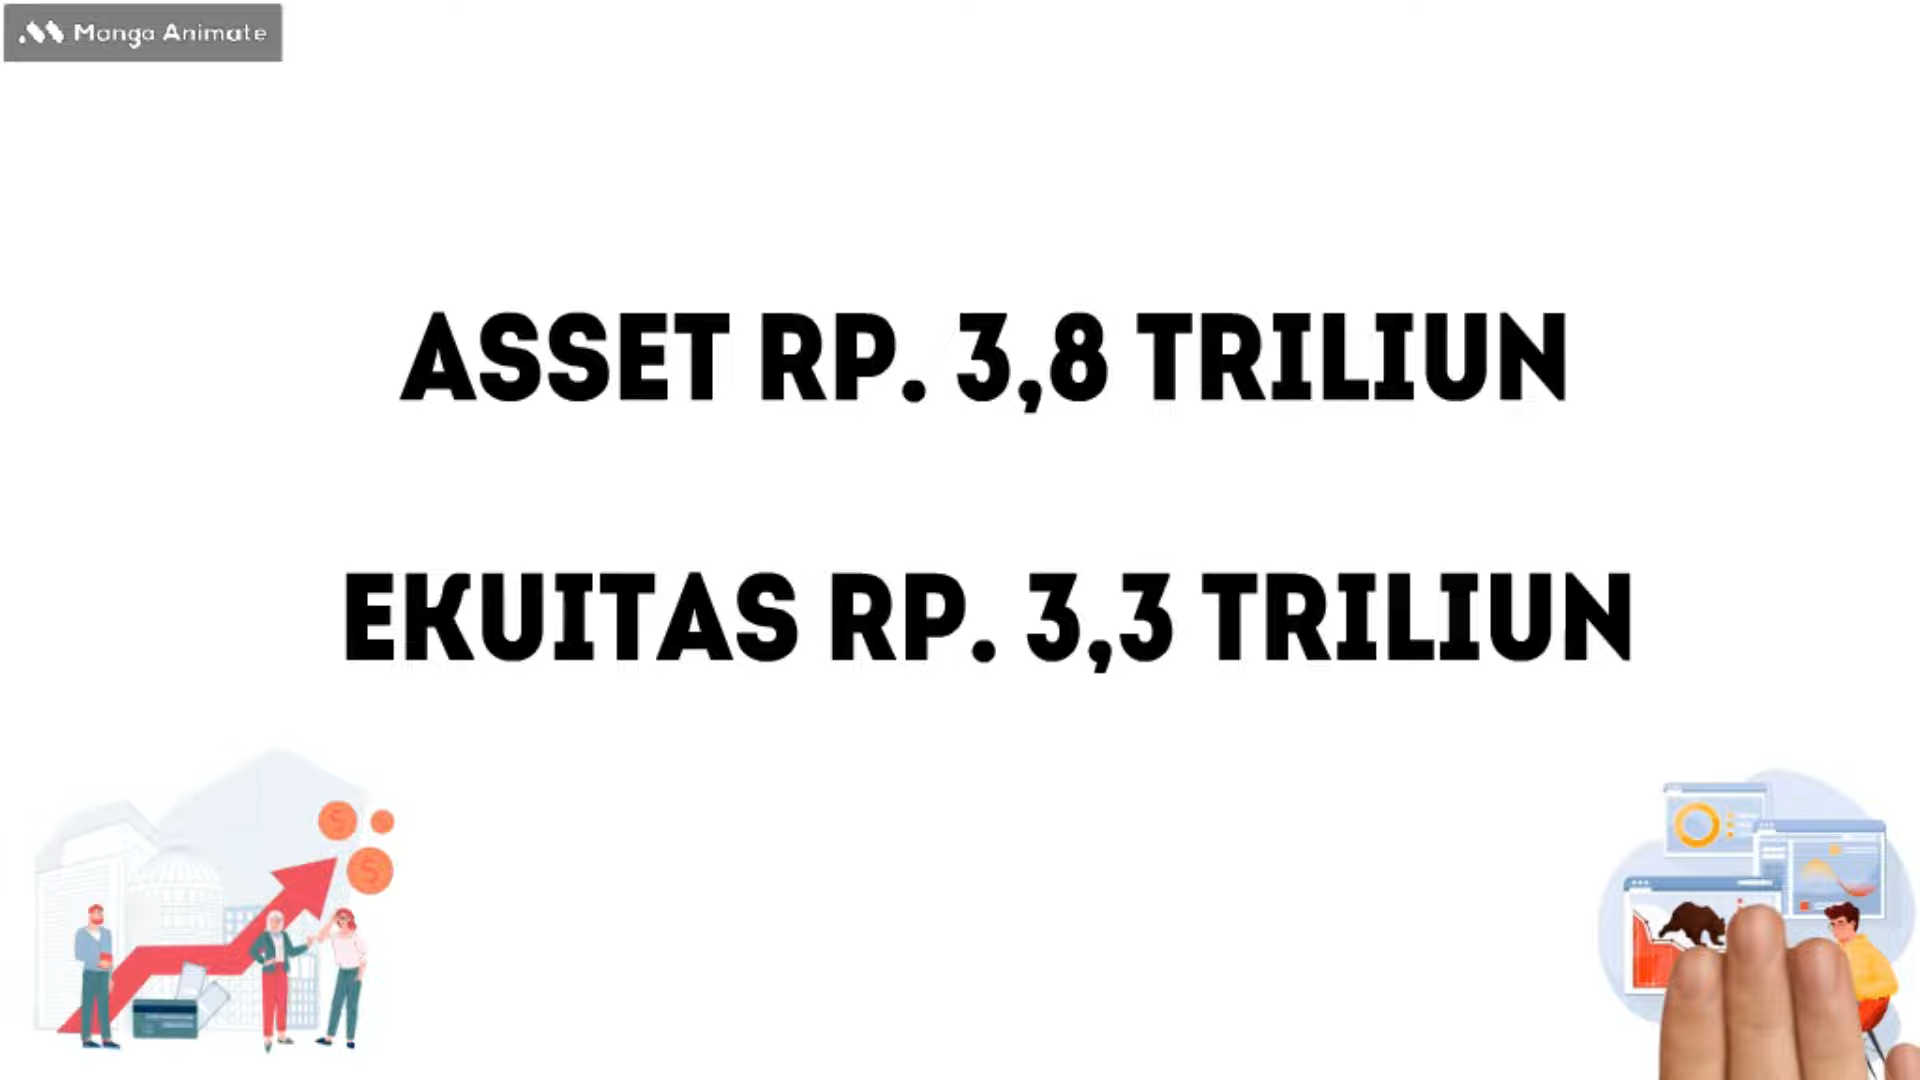 Manga Animate
ASSET RP. 3,8 TRILIUN
EKUITAS RP. 3,3 TRILIUN